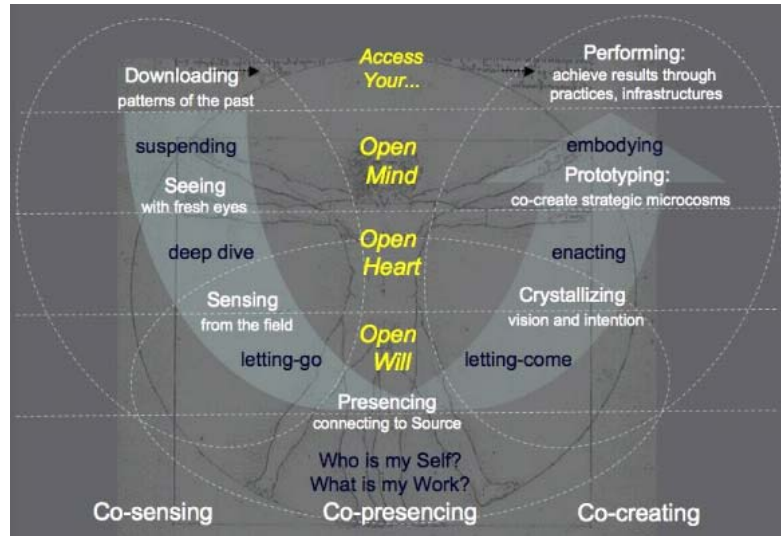 Downloading
patterns of the past
suspending
Seeing
with fresh eyes
deep dive
Sensing
from the field
letting-go
Access
Your...
Open
Mind
Open
Heart
Open
Will
Presencing
connecting to Source
Who is my Self?
What is my Work?
Performing:
achieve results through
practices, infrastructures
embodying
Prototyping:
co-create strategic microcosms
enacting
Crystallizing
vision and intention
letting-come
Co-sensing
Co-presencing
Co-creating